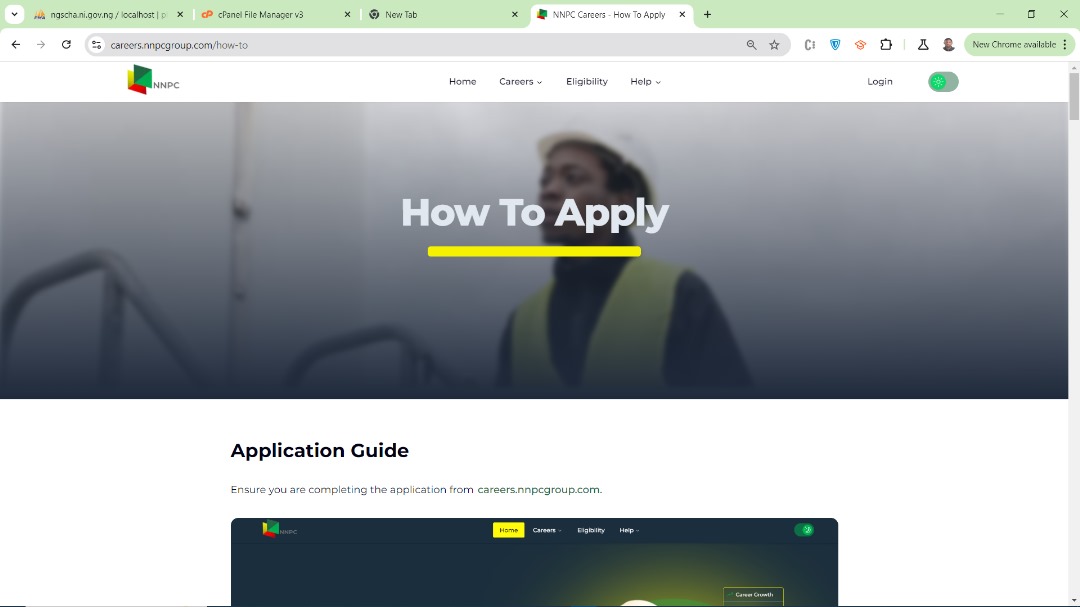 ngscha.ni.gov.ng / localhost | p
cPanel File Manager v3
New Tab
NNPC Careers - How To Apply
careers.nnpcgroup.com/how-to
New Chrome available
NNPC
Home
Careers
Eligibility
Help
Login
How To Apply
Application Guide
Ensure you are completing the application from careers.nnpcgroup.com.
NNPC
Home
Careers
Eligibility
Help
Career Growth